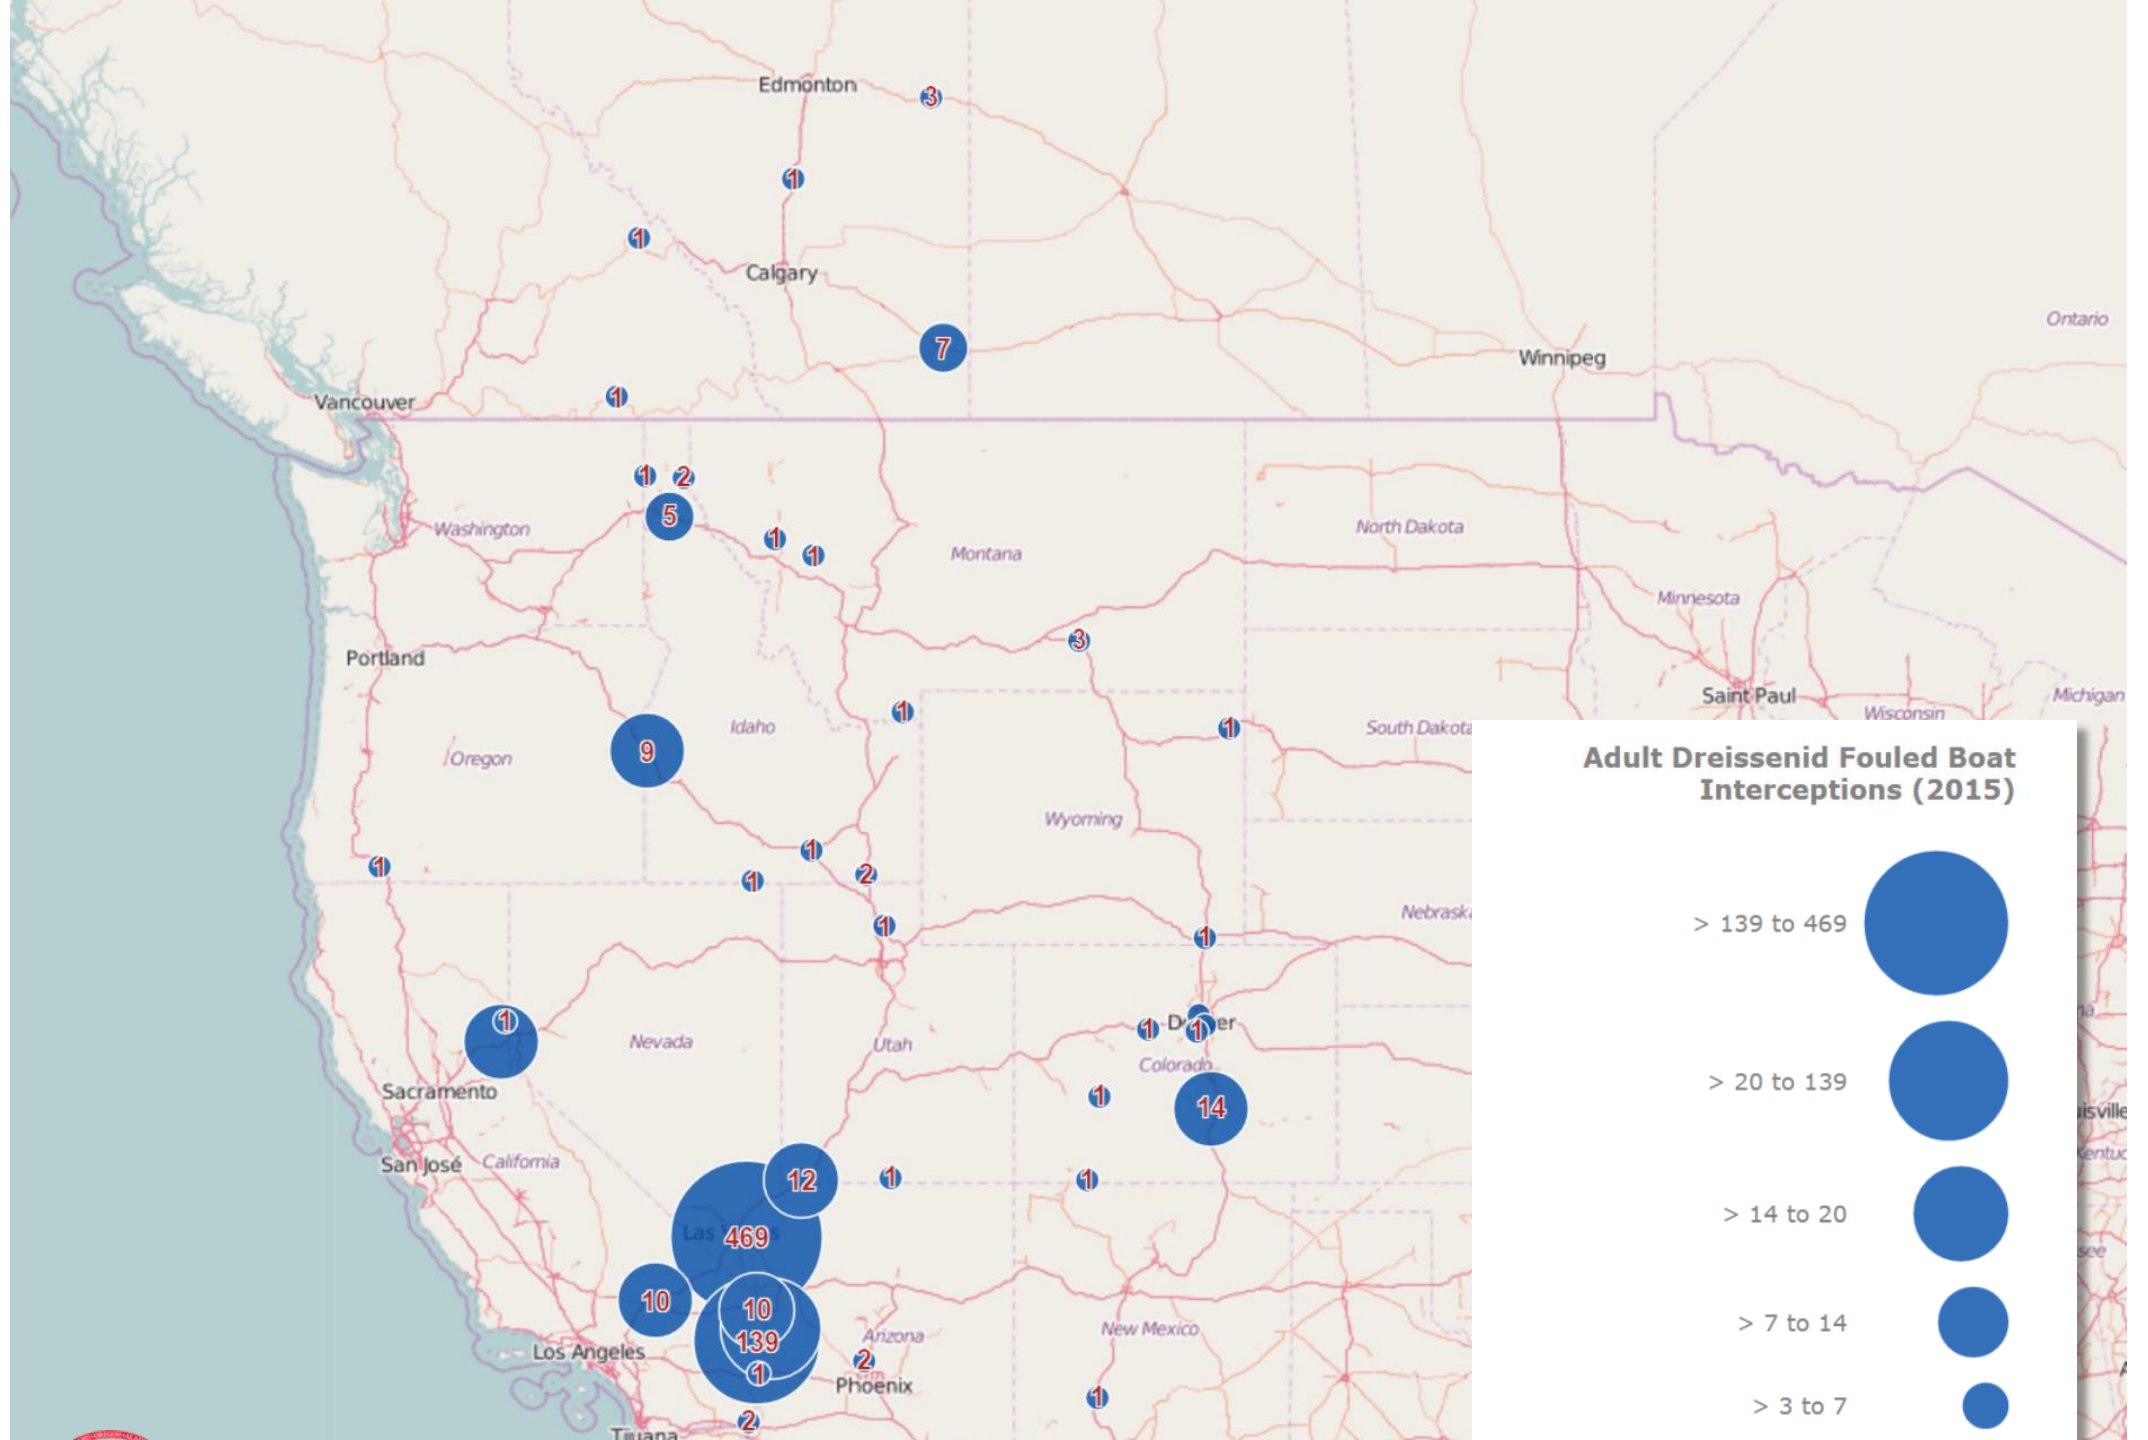 Edmonton
3
1
1
Calgary
Ontario
7
Winnipeg
1
Vancouver
1
2
5
Washington
North Dakota
1
1
Montana
Minnesota
3
Portland
Saint Paul
Michigan
1
Wisconsin
1
Idaho
South Dakota
9
Oregon
Wyoming
1
1
2
1
Nebrask
1
1
1
Nevada
Utah
1
1
Colorado
Sacramento
1
14
San José
California
12
1
1
469
10
10
139
Arizona
New Mexico
Los Angeles
2
1
Phoenix
1
2
Adult Dreissenid Fouled Boat
Interceptions (2015)
> 139 to 469
> 20 to 139
> 14 to 20
> 7 to 14
> 3 to 7